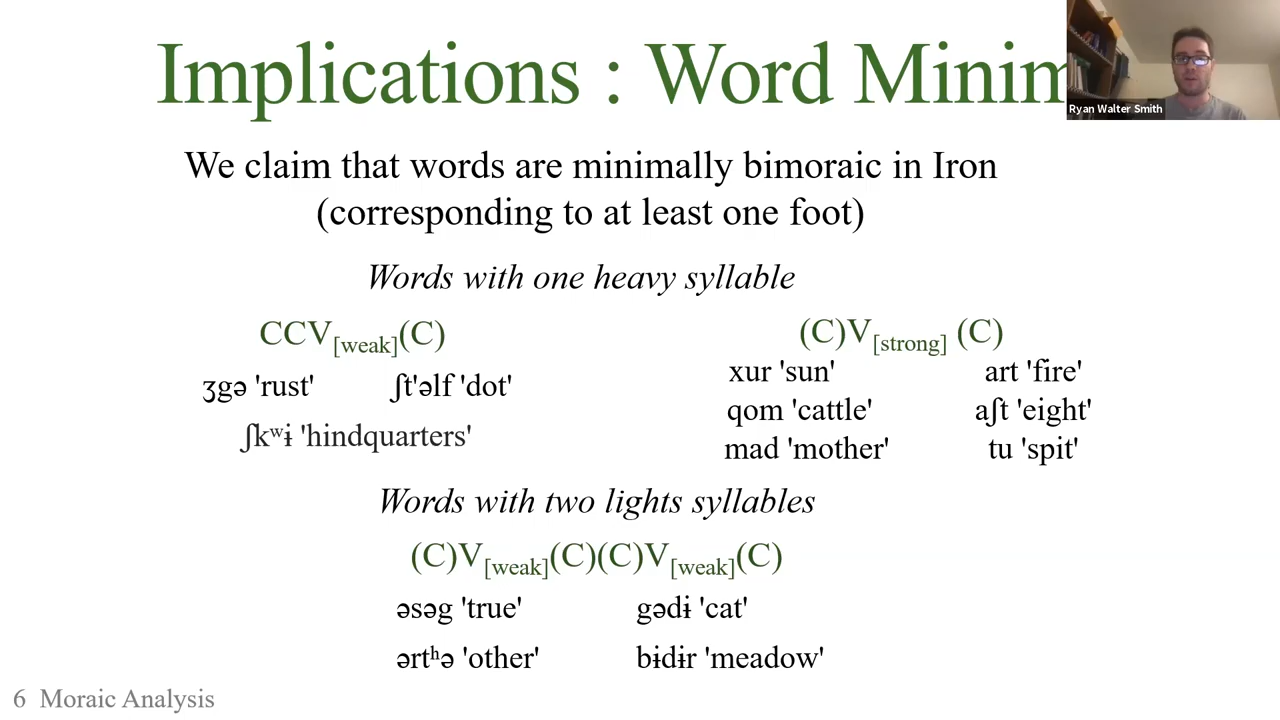 Implications : Word Minim
Ryan Walter Smith
We claim that words are minimally bimoraic in Iron
(corresponding to at least one foot)
Words with one heavy syllable
CCV[weak](C)
ʒgə 'rust' ʃt'əlf 'dot'
ʃkʷɨ 'hindquarters'
(C)V[strong] (C)
xur 'sun' art 'fire'
qom 'cattle' aʃt 'eight'
mad 'mother' tu 'spit'
Words with two lights syllables
(C)V[weak](C)(C)V[weak](C)
əsəg 'true' gədɨ 'cat'
ərtʰə 'other' bɨdɨr 'meadow'
6 Moraic Analysis